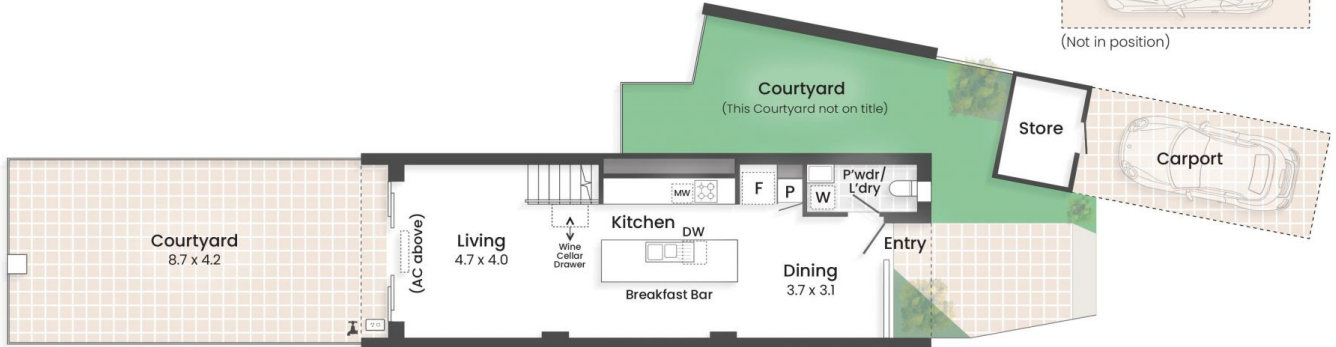 (Not in position)
Courtyard
(This Courtyard not on title)
Store
Carport
Courtyard
8.7 x 4.2
(AC above)
Living
4.7 x 4.0
Wine
Cellar
Drawer
Kitchen
MW
F
P
W
P'wdr/
L'dry
DW
Breakfast Bar
Dining
3.7 x 3.1
Entry